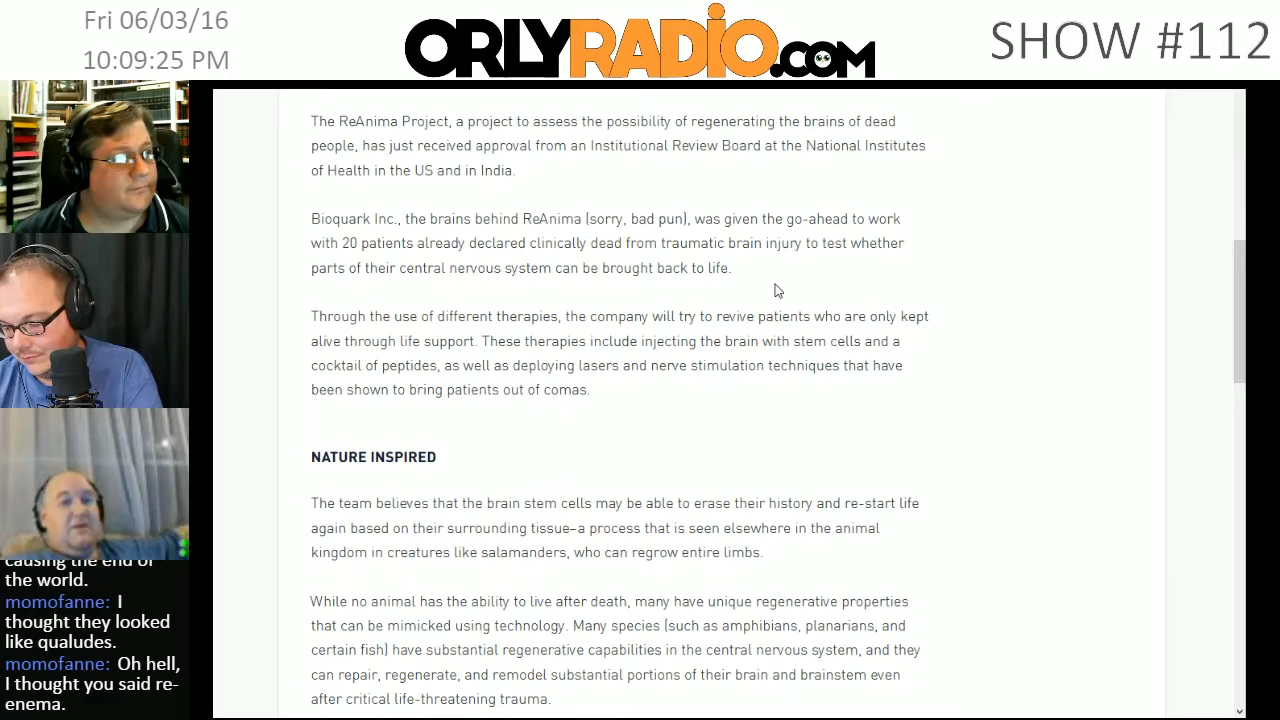 Fri 06/03/16
10:09:25 PM
ORLYRADIO.COM
SHOW #112
The ReAnima Project, a project to assess the possibility of regenerating the brains of dead
people, has just received approval from an Institutional Review Board at the National Institutes
of Health in the US and in India.
Bioquark Inc., the brains behind ReAnima (sorry, bad pun), was given the go-ahead to work
with 20 patients already declared clinically dead from traumatic brain injury to test whether
parts of their central nervous system can be brought back to life.
Through the use of different therapies, the company will try to revive patients who are only kept
alive through life support. These therapies include injecting the brain with stem cells and a
cocktail of peptides, as well as deploying lasers and nerve stimulation techniques that have
been shown to bring patients out of comas.
NATURE INSPIRED
The team believes that the brain stem cells may be able to erase their history and re-start life
again based on their surrounding tissue–a process that is seen elsewhere in the animal
kingdom in creatures like salamanders, who can regrow entire limbs.
While no animal has the ability to live after death, many have unique regenerative properties
that can be mimicked using technology. Many species (such as amphibians, planarians, and
certain fish) have substantial regenerative capabilities in the central nervous system, and they
can repair, regenerate, and remodel substantial portions of their brain and brainstem even
after critical life-threatening trauma.
causing the end of
the world.
momofanne: I
thought they looked
like qualudes.
momofanne: Oh hell,
I thought you said re-
enema.